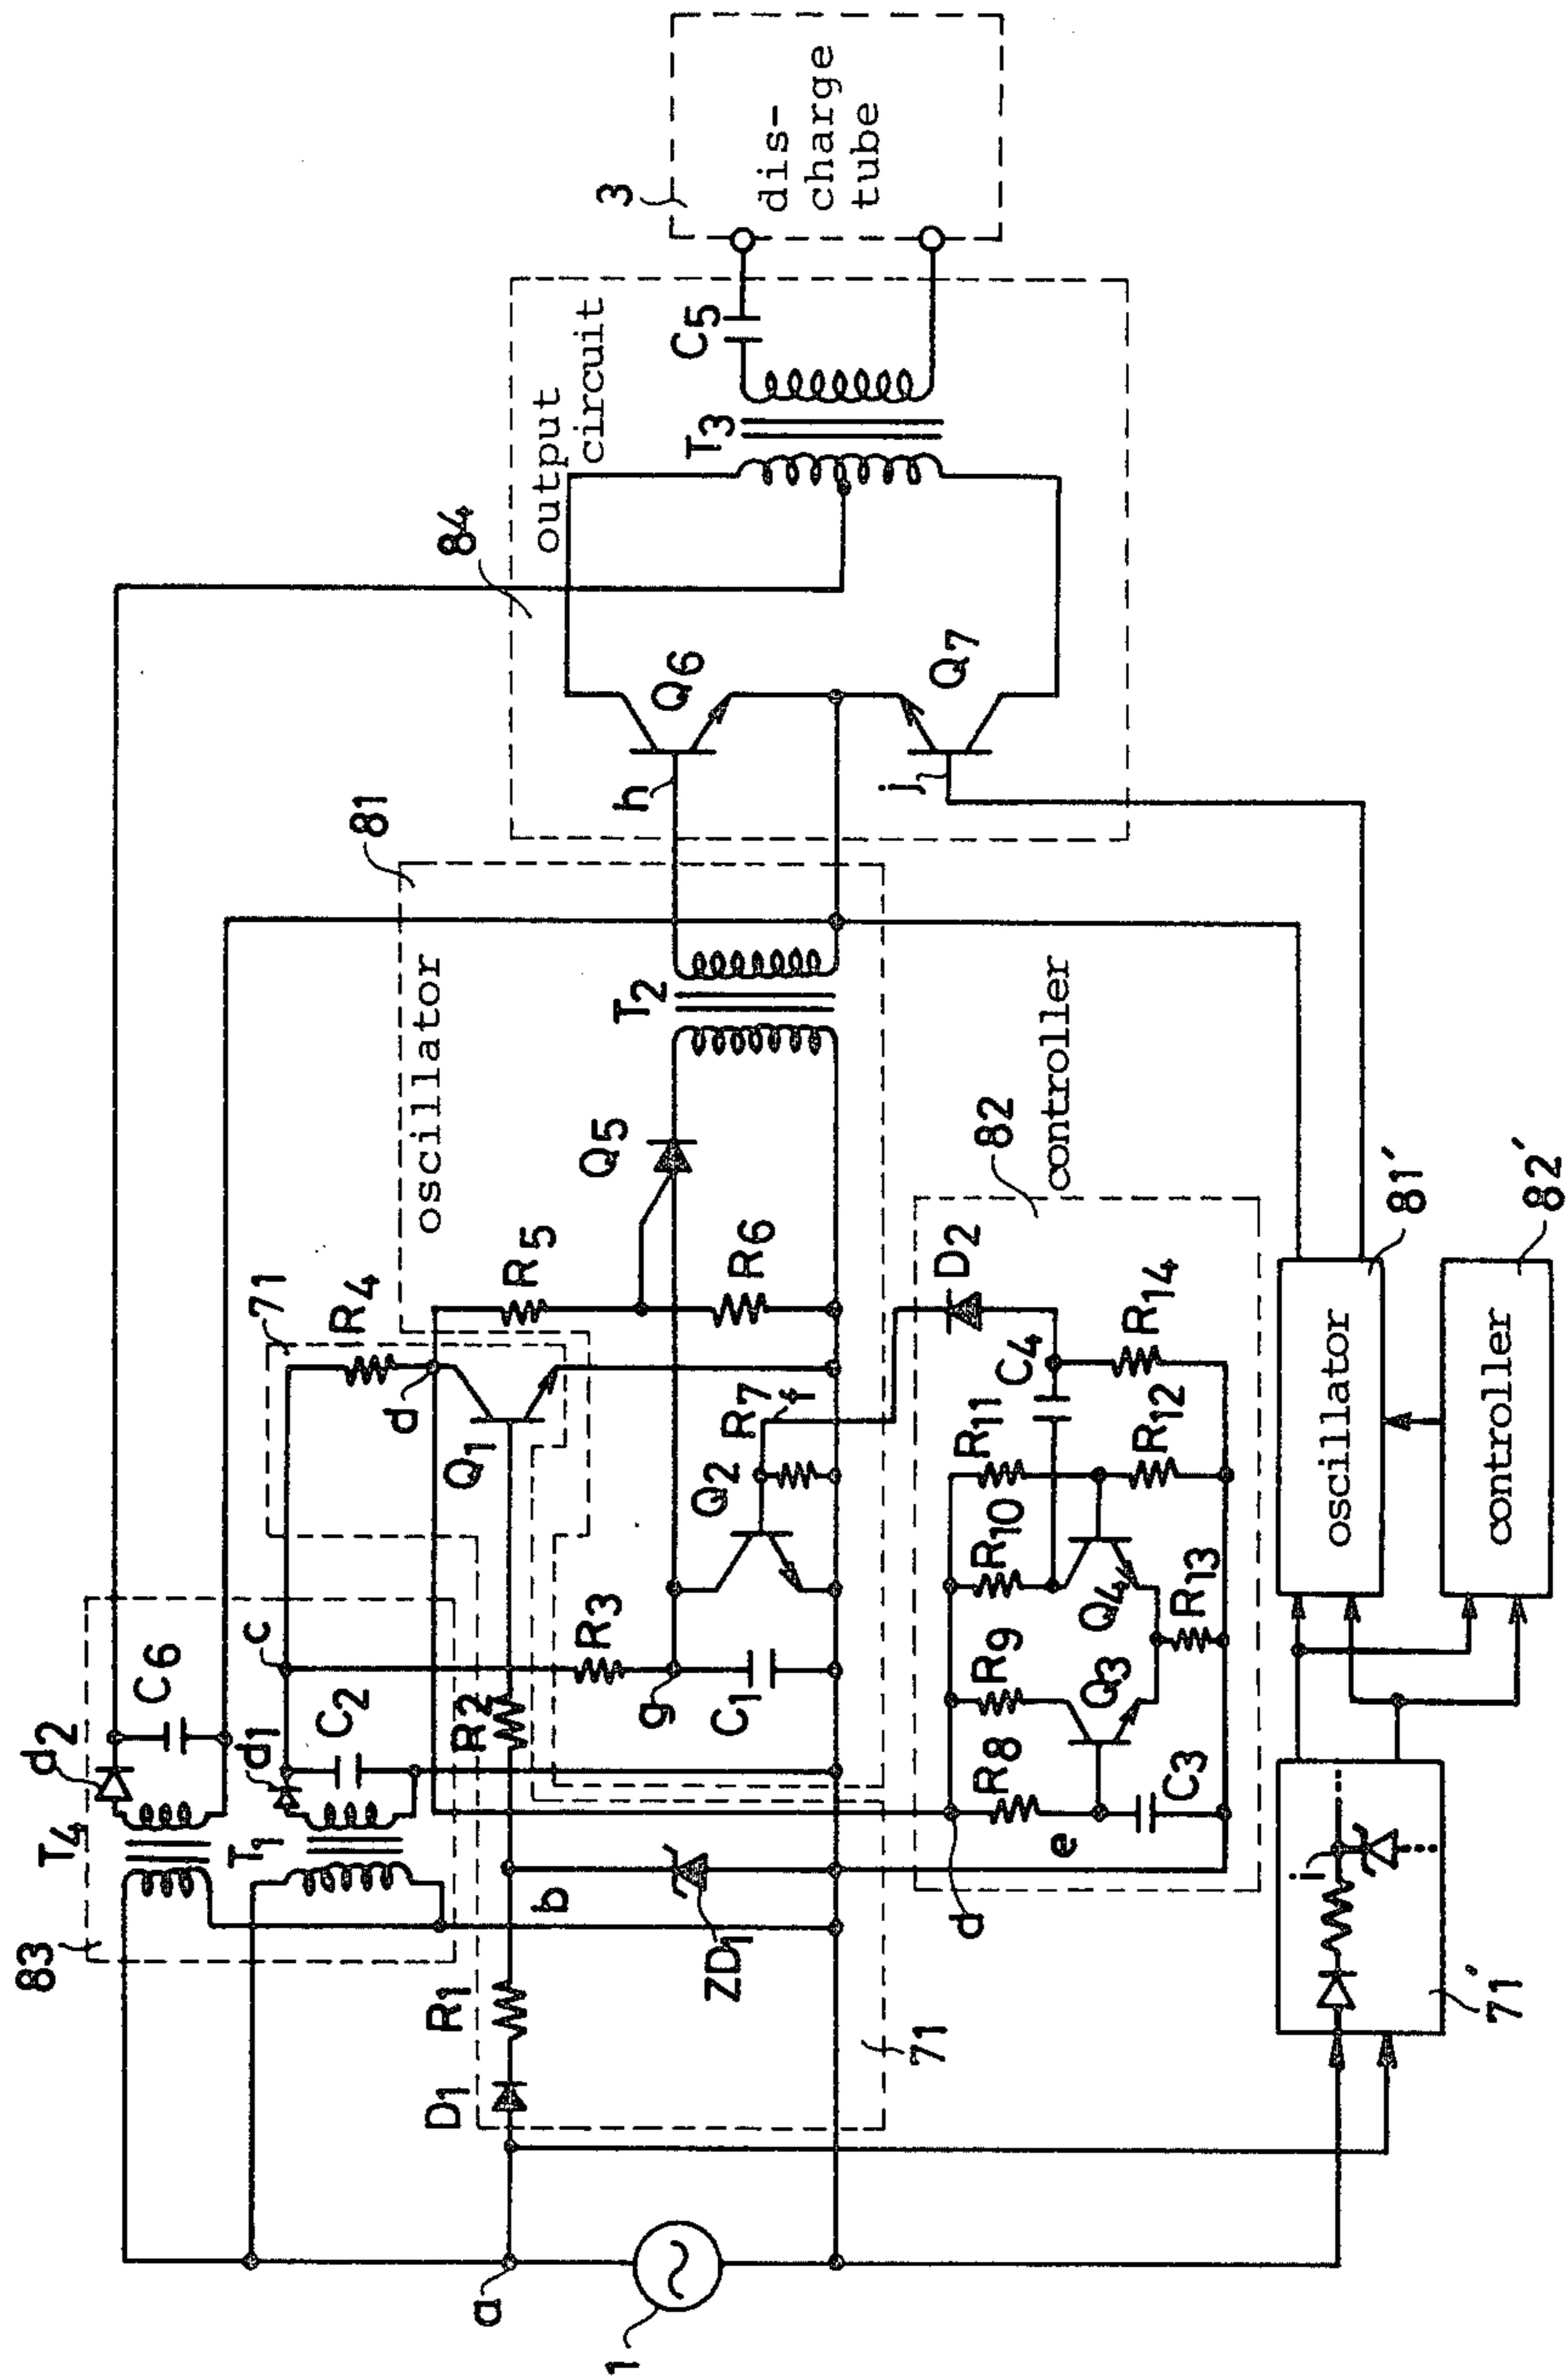 83
T4
d2
C6
T1
d1
C2
c
71
R4
d
Q1
R5
oscillator
81
84
output
circuit
T3
C5
3
dis-
charge
tube
Q6
h
Q7
j
D1
R1
b
R2
ZD1
71
g
R3
C1
Q2
R7
f
R6
Q5
T2
a
1
d
82
controller
e
R8
C3
R9
Q3
R10
Q4
R13
R11
R12
C4
R14
D2
71'
i
oscillator
81'
controller
82'